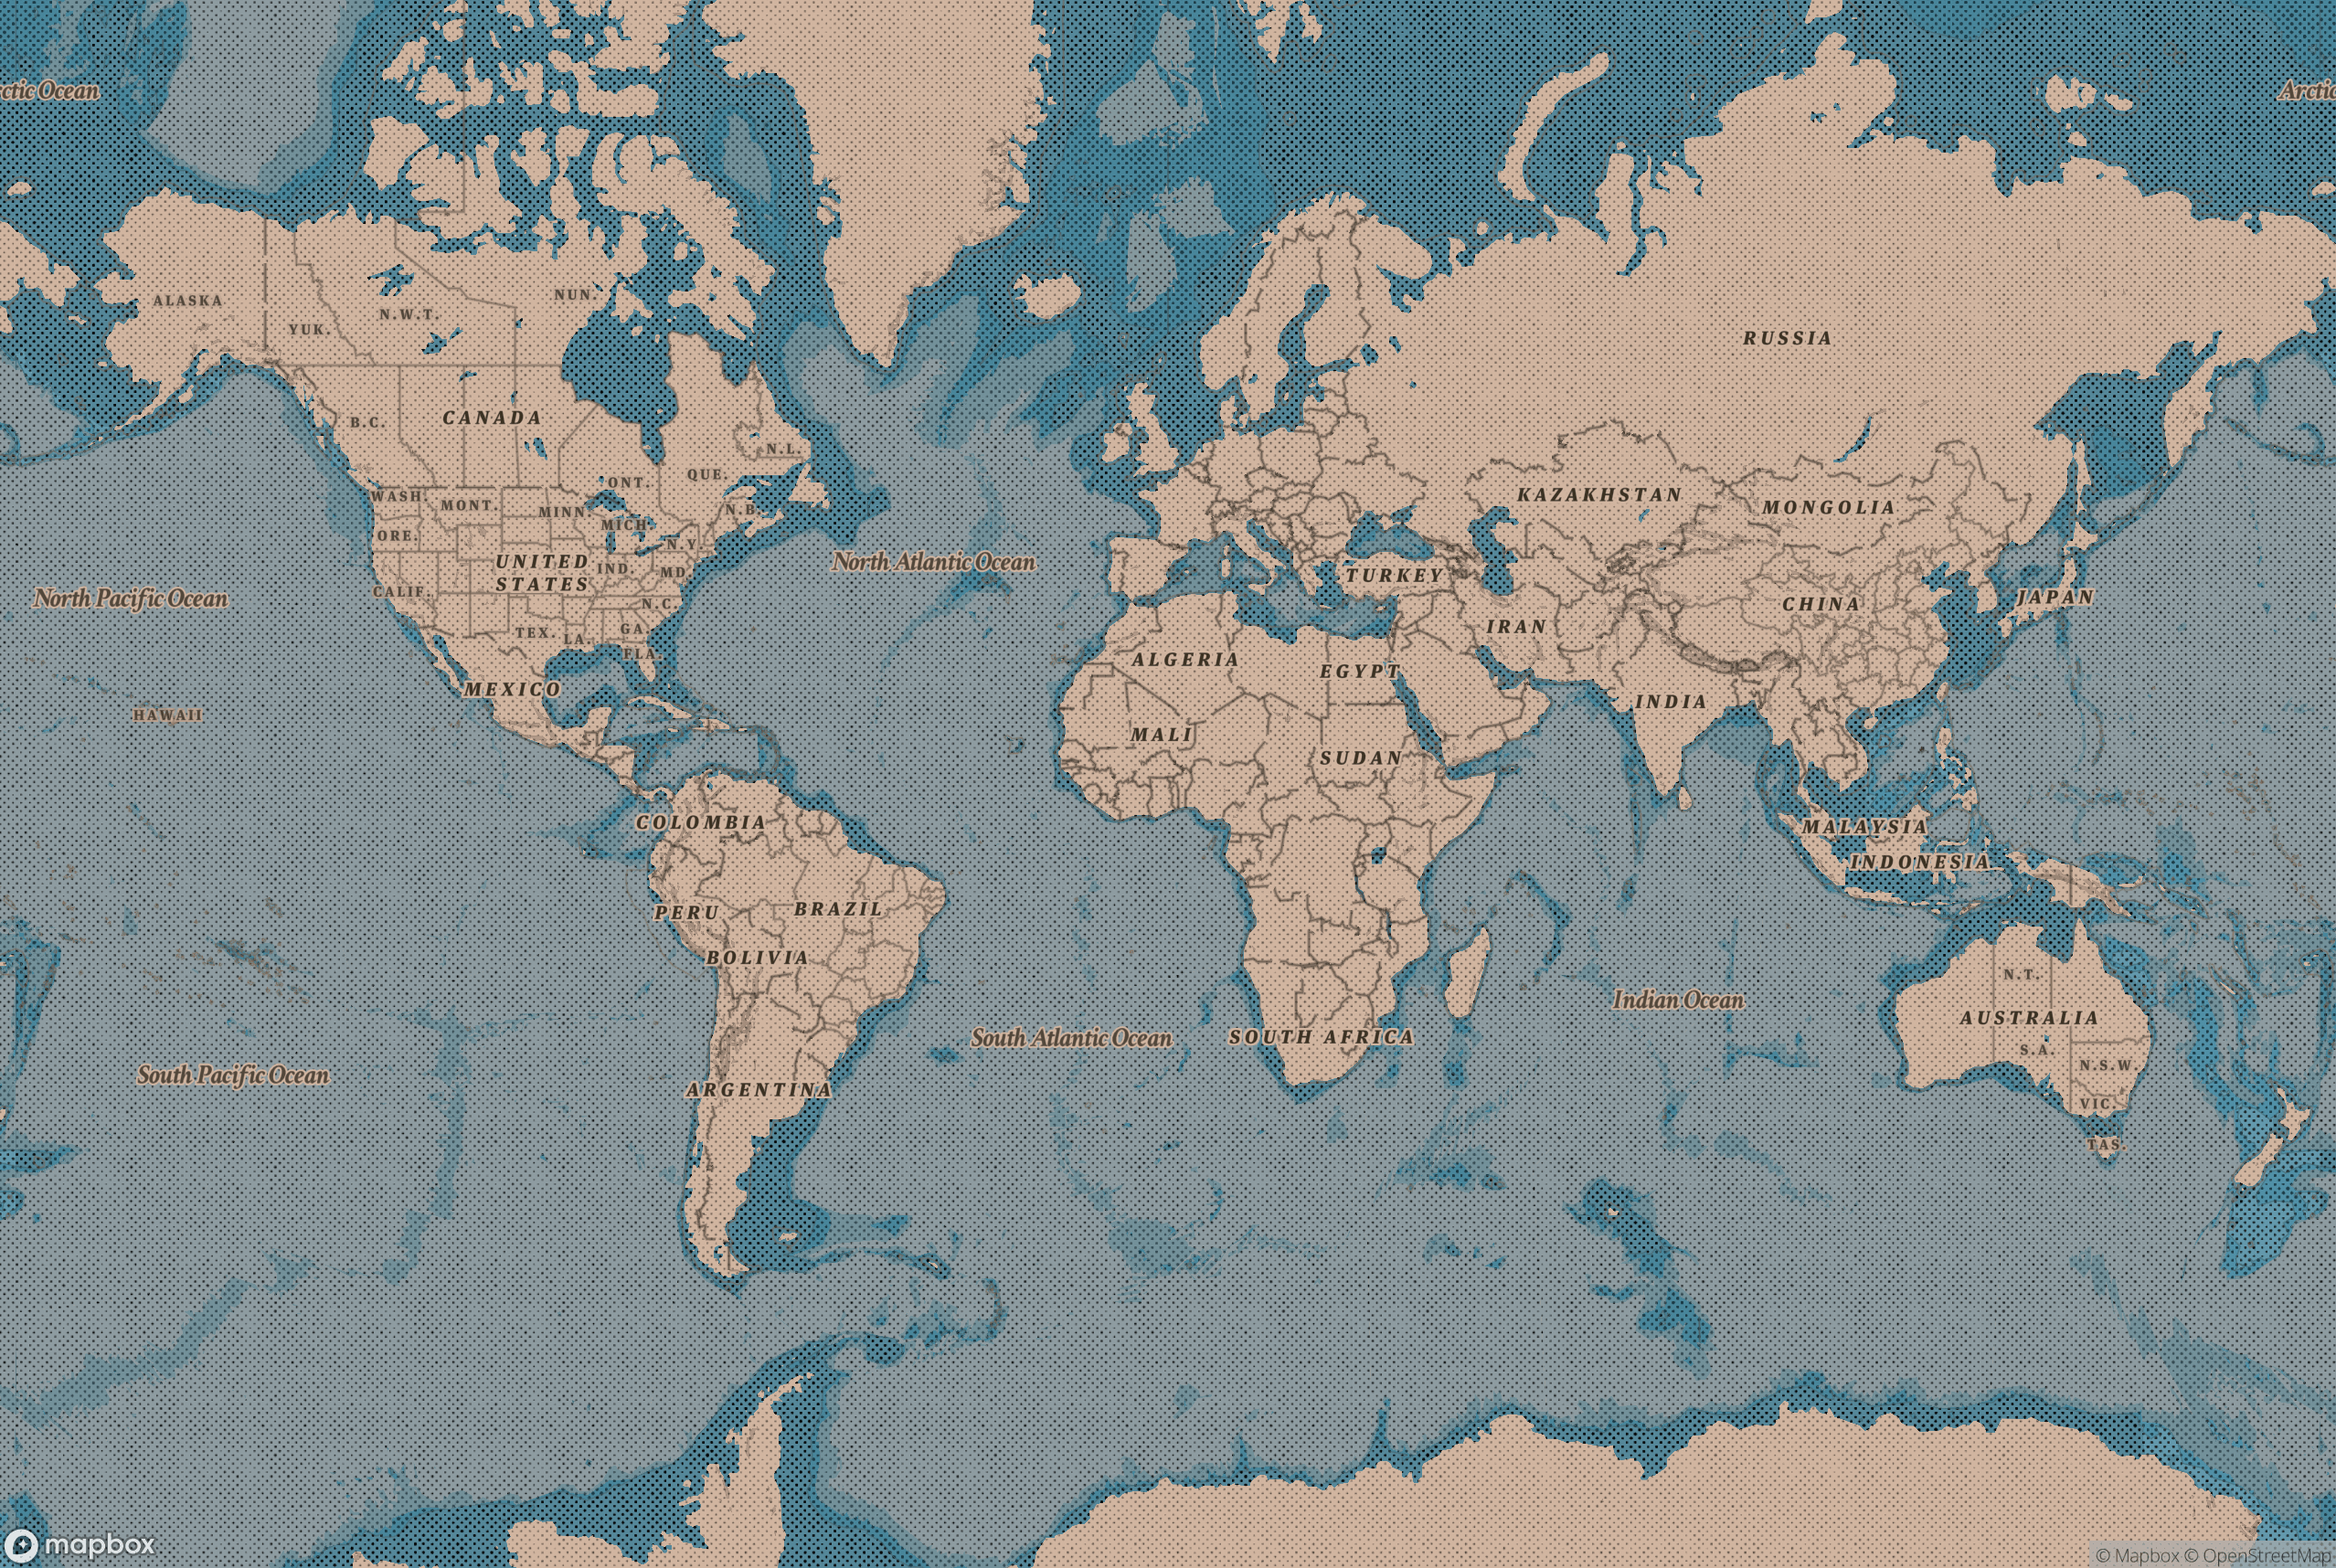 rctic Ocean
Arctic
ALASKA
NUN.
N.W.T.
YUK.
RUSSIA
CANADA
B.C.
N.L.
QUE.
ONT.
WASH.
MONT.
MINN.
N.B.
MICH.
KAZAKHSTAN
MONGOLIA
ORE.
N.Y.
UNITED
STATES
IND.
MD.
North Atlantic Ocean
TURKEY
CALIF.
N.C.
North Pacific Ocean
CHINA
JAPAN
TEX.
LA.
GA.
IRAN
FLA.
ALGERIA
EGYPT
MEXICO
INDIA
HAWAII
MALI
SUDAN
COLOMBIA
MALAYSIA
INDONESIA
PERU
BRAZIL
BOLIVIA
N.T.
Indian Ocean
AUSTRALIA
South Atlantic Ocean
SOUTH AFRICA
S.A.
N.S.W.
South Pacific Ocean
ARGENTINA
VIC.
TAS.
mapbox
© Mapbox © OpenStreetMap